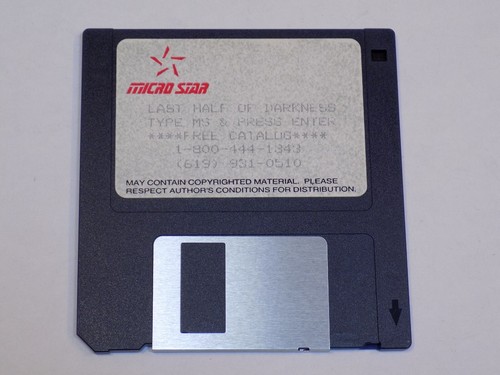 MICRO STAR
LAST HALF OF DARKNESS
TYPE MS & PRESS ENTER
****FREE CATALOG****
1-800-444-1343
(619) 931-0510
MAY CONTAIN COPYRIGHTED MATERIAL. PLEASE
RESPECT AUTHOR'S CONDITIONS FOR DISTRIBUTION.